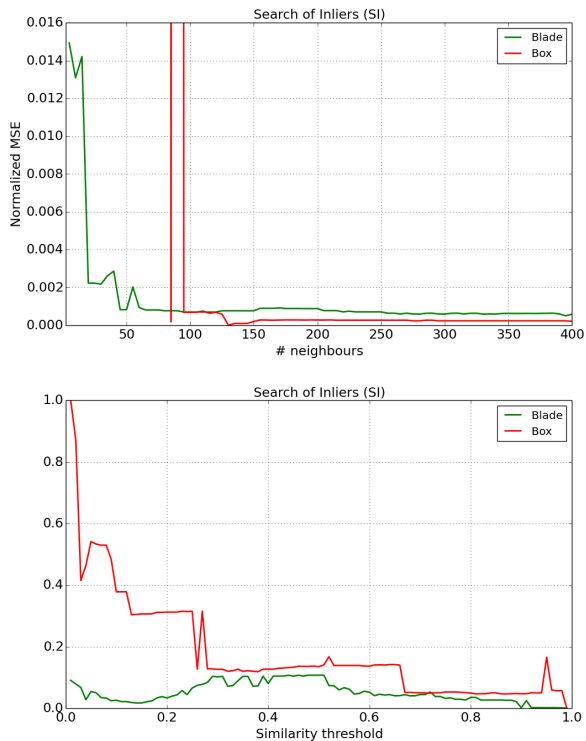 Search of Inliers (SI)
0.016
0.014
0.012
0.010
0.008
0.006
0.004
0.002
0.000
Normalized MSE
Blade
Box
50 100 150 200 250 300 350 400
# neighbours
Search of Inliers (SI)
1.0
0.8
0.6
0.4
0.2
0.0
Blade
Box
0.0 0.2 0.4 0.6 0.8 1.0
Similarity threshold